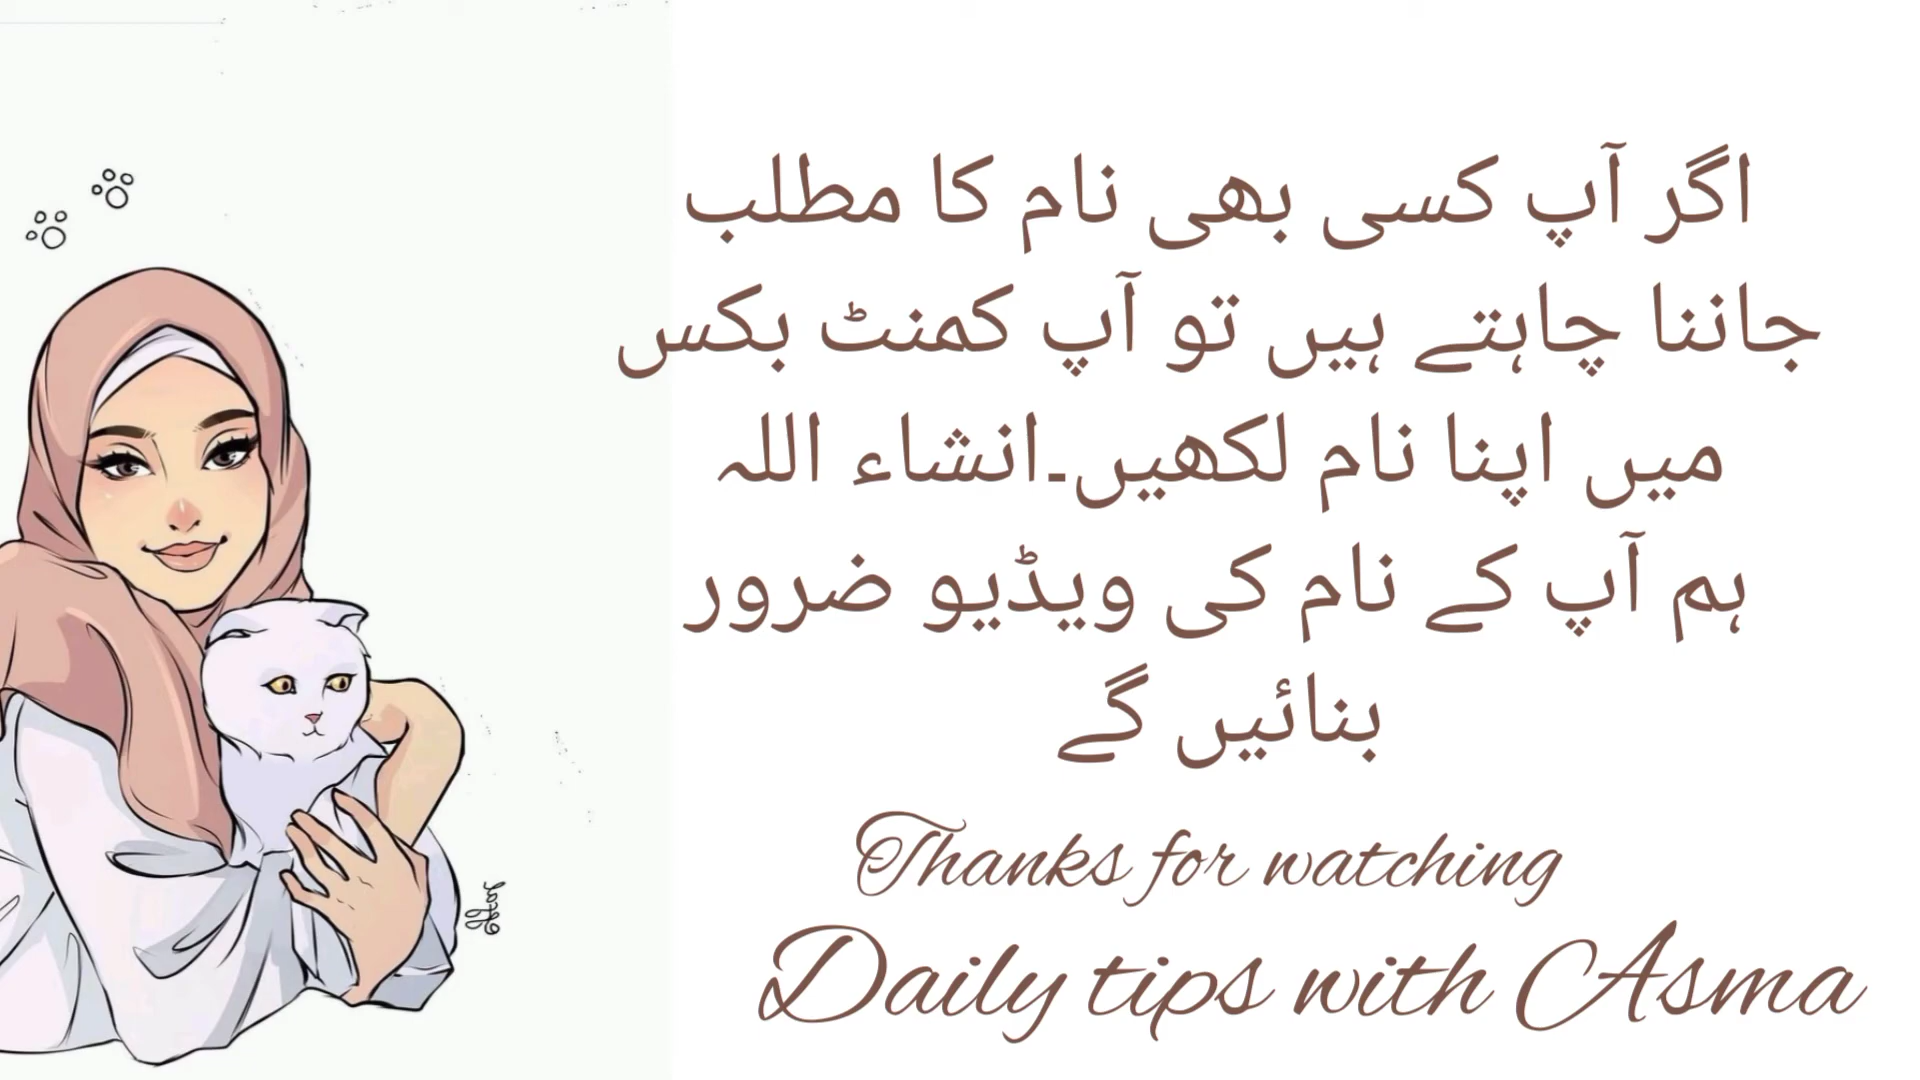 اگر آپ کسی بھی نام کا مطلب
جاننا چاہتے ہیں تو آپ کمنٹ بکس
میں اپنا نام لکھیں۔انشاء اللہ
ہم آپ کے نام کی ویڈیو ضرور
بنائیں گے
Thanks for watching
Daily tips with Asma